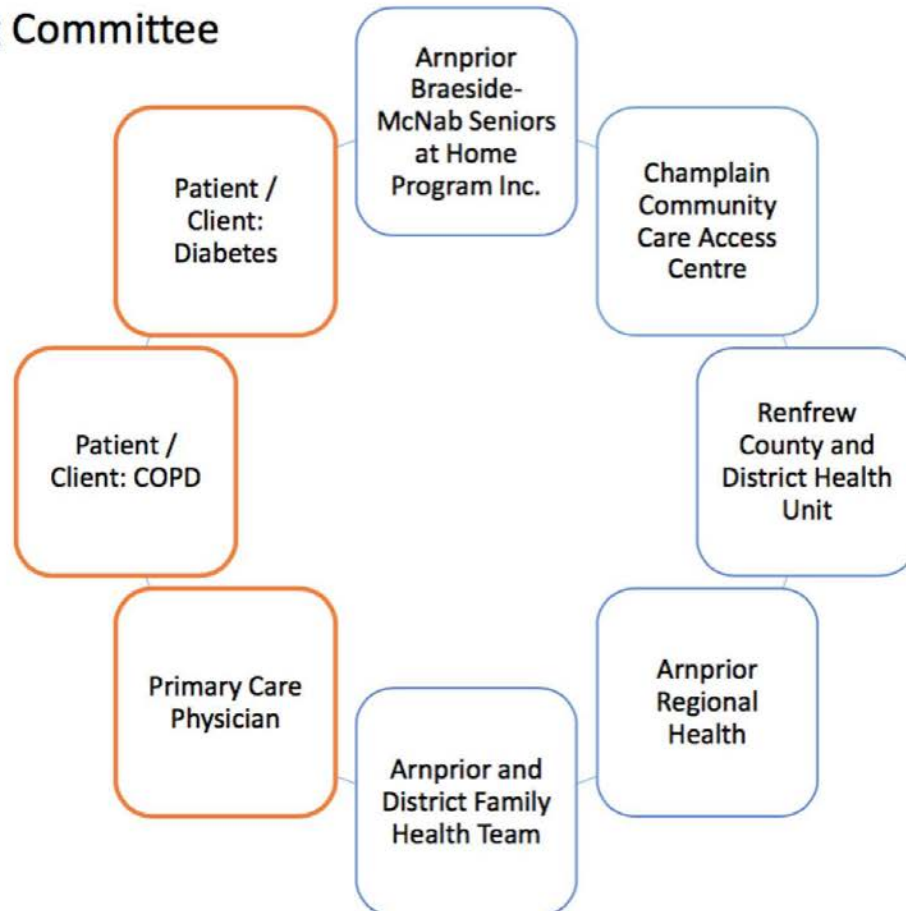 Committee
Arnprior
Braeside-
McNab Seniors
at Home
Program Inc.
Champlain
Community
Care Access
Centre
Renfrew
County and
District Health
Unit
Arnprior
Regional
Health
Arnprior and
District Family
Health Team
Primary Care
Physician
Patient /
Client: COPD
Patient /
Client:
Diabetes